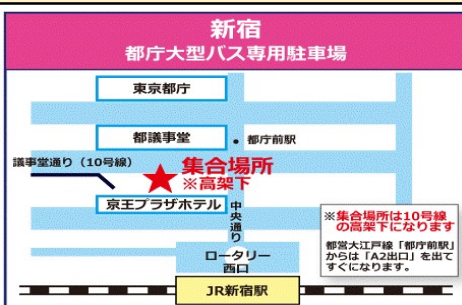 新宿
都庁大型バス専用駐車場
東京都庁
都議事堂
都庁前駅
議事堂通り（10号線）
集合場所
※高架下
京王プラザホテル
中央通り
※集合場所は10号線
の高架下になります
都営大江戸線「都庁前駅」
からは「A2出口」を出て
すぐになります。
ロータリー
西口
JR新宿駅